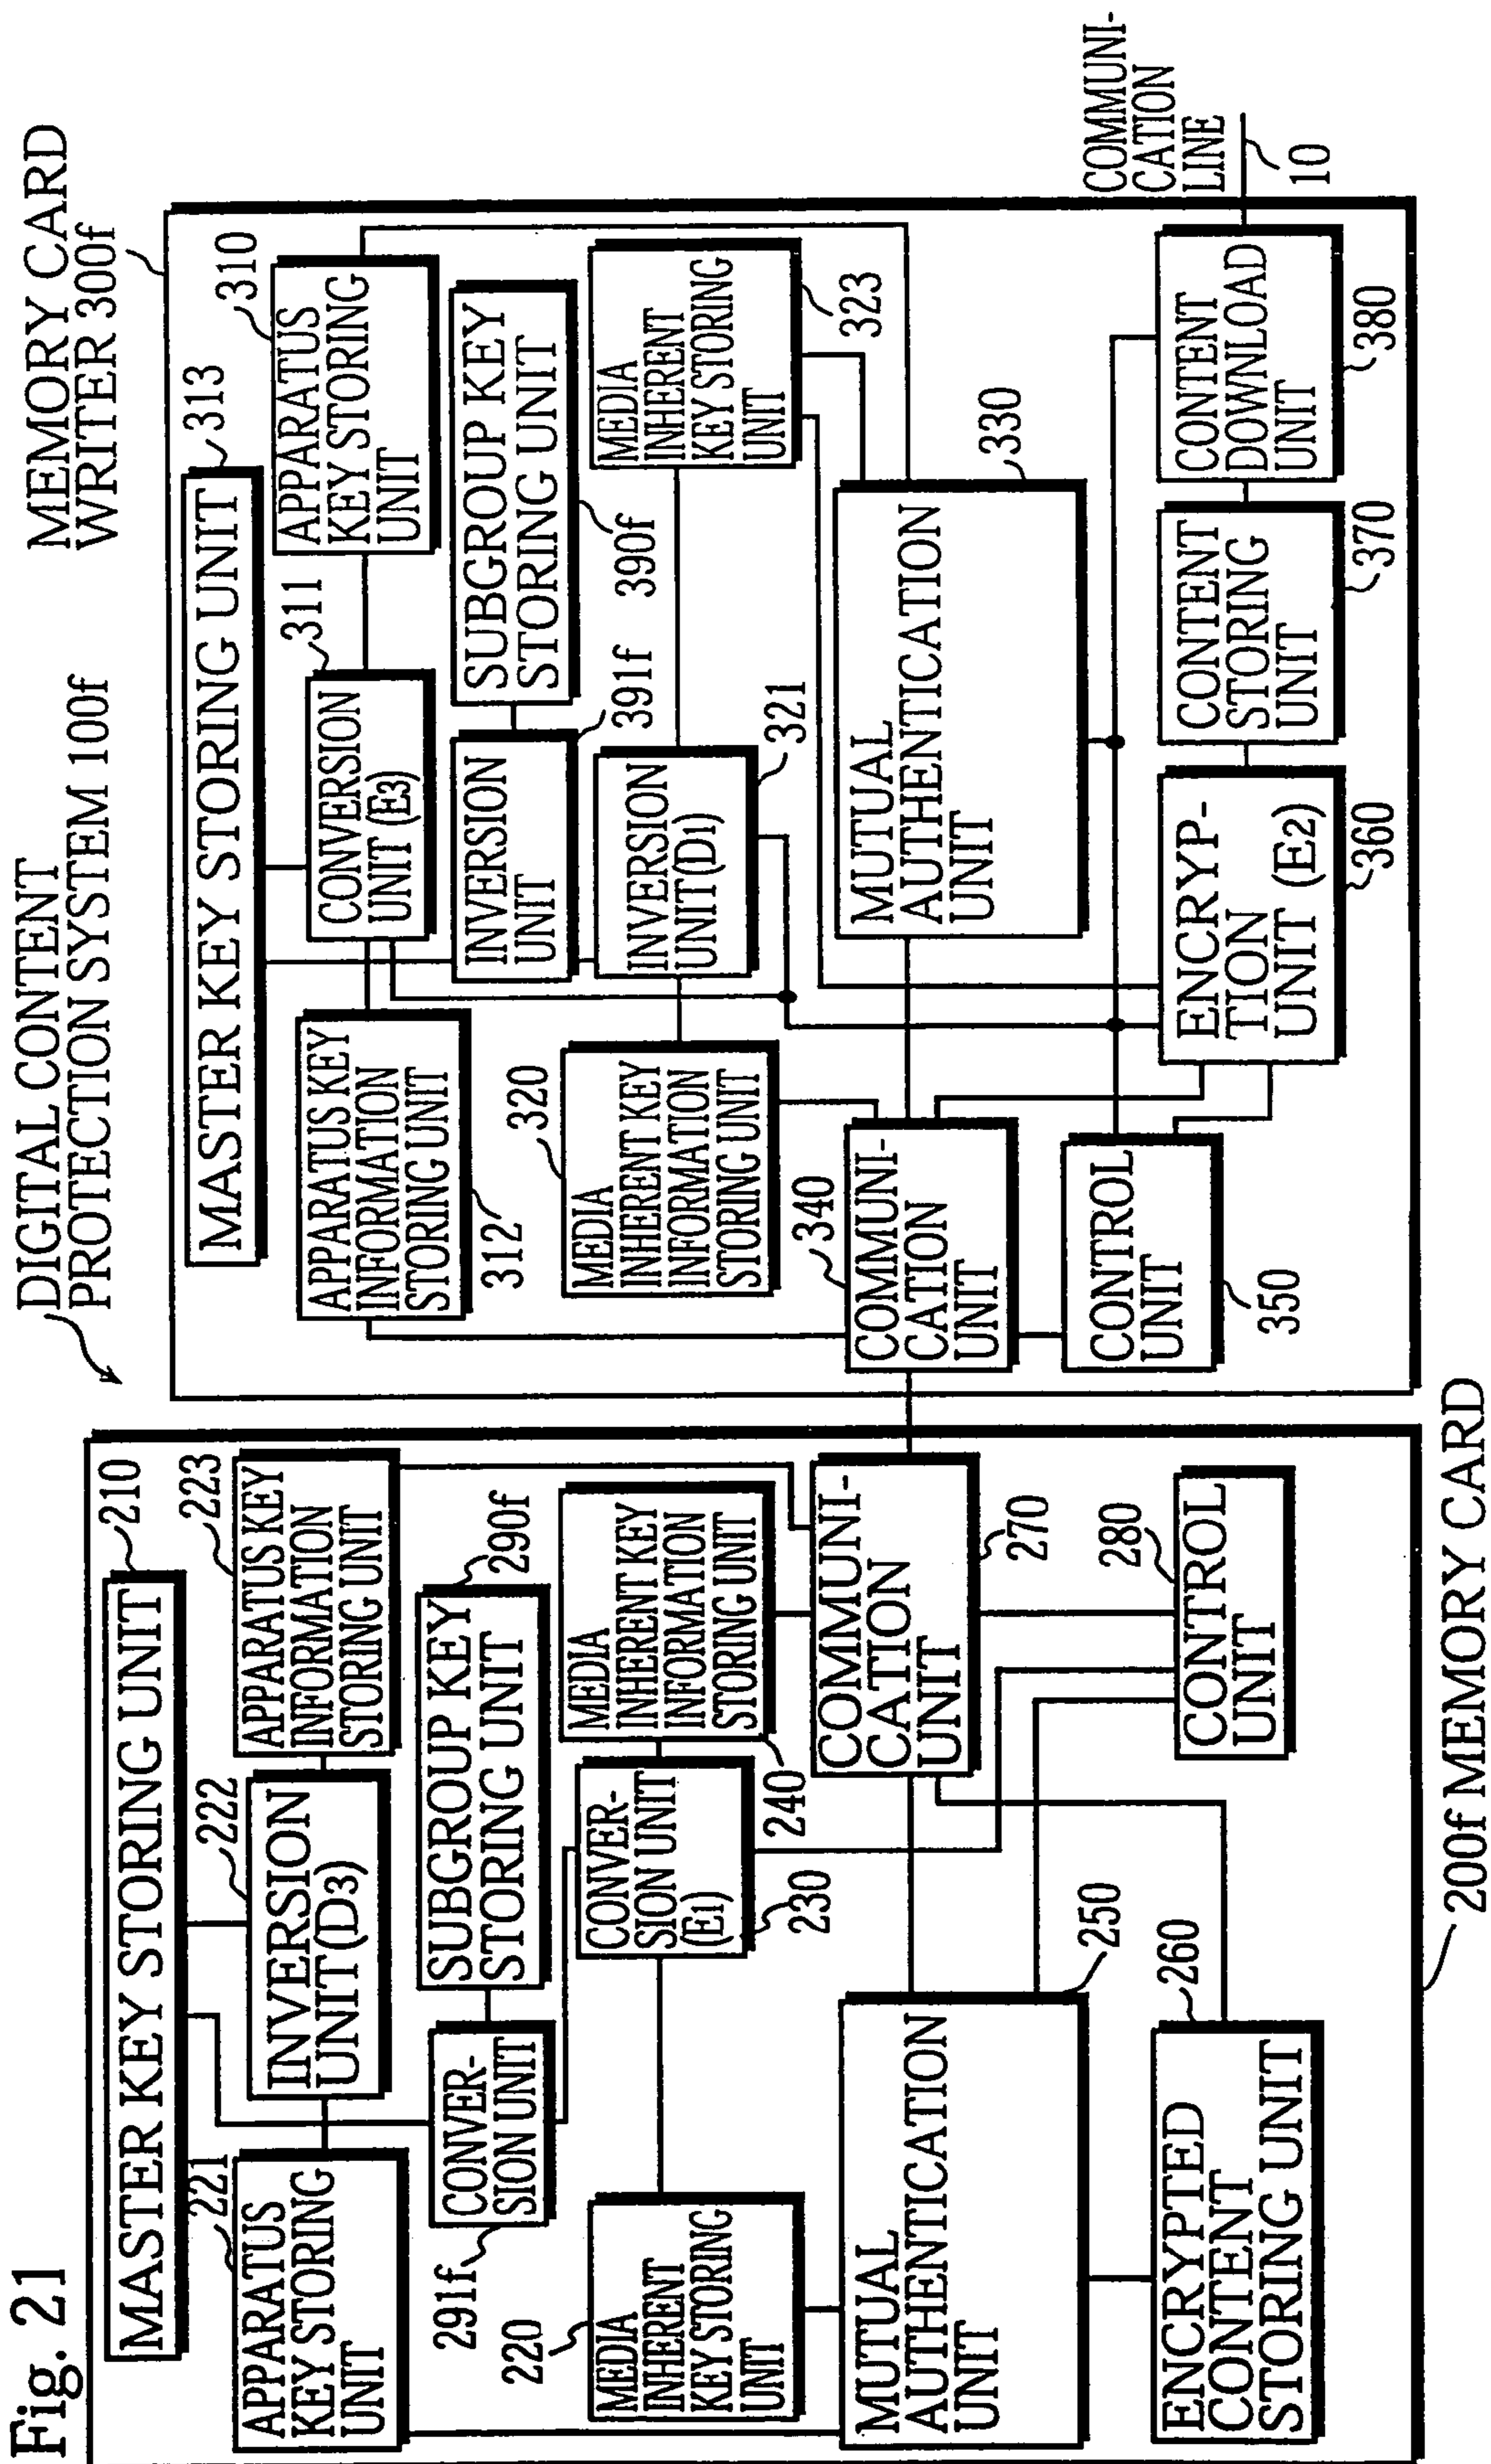 Fig. 21
DIGITAL CONTENT
PROTECTION SYSTEM 100f
MEMORY CARD
WRITER 300f
MASTER KEY STORING UNIT
210
221
APPARATUS
KEY STORING
UNIT
222
INVERSION
UNIT(D3)
223
APPARATUS KEY
INFORMATION
STORING UNIT
SUBGROUP KEY
STORING UNIT
290f
CONVER-
SION UNIT
291f
220
MEDIA
INHERENT
KEY STORING
UNIT
CONVER-
SION UNIT
(E1)
230
MEDIA
INHERENT KEY
INFORMATION
STORING UNIT
240
MUTUAL
AUTHENTICATION
UNIT
250
COMMUNI-
CATION
UNIT
270
ENCRYPTED
CONTENT
STORING UNIT
260
280
CONTROL
UNIT
200f MEMORY CARD
MASTER KEY STORING UNIT
313
APPARATUS KEY
INFORMATION
STORING UNIT
312
311
CONVERSION
UNIT (E3)
310
APPARATUS
KEY STORING
UNIT
INVERSION
UNIT
391f
SUBGROUP KEY
STORING UNIT
390f
320
MEDIA
INHERENT KEY
INFORMATION
STORING UNIT
INVERSION
UNIT(D1)
321
MEDIA
INHERENT
KEY STORING
UNIT
323
340
COMMUNI-
CATION
UNIT
MUTUAL
AUTHENTICATION
UNIT
330
CONTROL
UNIT
350
ENCRYP-
TION
UNIT (E2)
360
CONTENT
STORING
UNIT
370
CONTENT
DOWNLOAD
UNIT
380
COMMUNI-
CATION
LINE
10